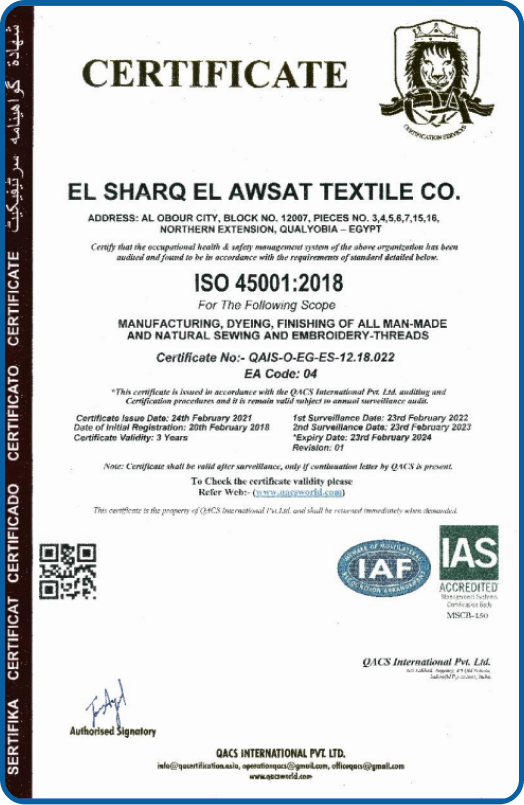 CERTIFICATE
CERTIFICATION SERVICES
EL SHARQ EL AWSAT TEXTILE CO.
ADDRESS: AL OBOUR CITY, BLOCK NO. 12007, PIECES NO. 3,4,5,6,7,15,16,
NORTHERN EXTENSION, QUALYOBIA – EGYPT
Certify that the occupational health & safety management system of the above organization has been
audited and found to be in accordance with the requirements of standard detailed below.
ISO 45001:2018
For The Following Scope
MANUFACTURING, DYEING, FINISHING OF ALL MAN-MADE
AND NATURAL SEWING AND EMBROIDERY-THREADS
Certificate No:- QAIS-O-EG-ES-12.18.022
EA Code: 04
*This certificate is issued in accordance with the QACS International Pvt. Ltd. auditing and
Certification procedures and it is remain valid subject to annual surveillance audit.
Certificate Issue Date: 24th February 2021
Date of Initial Registration: 20th February 2018
Certificate Validity: 3 Years
1st Surveillance Date: 23rd February 2022
2nd Surveillance Date: 23rd February 2023
*Expiry Date: 23rd February 2024
Revision: 01
Note: Certificate shall be valid after surveillance, only if continuation letter by QACS is present.
To Check the certificate validity please
Refer Web:- (www.qacsworld.com)
This certificate is the property of QACS International Pvt.Ltd. and shall be returned immediately when demanded.
MEMBER OF MULTILATERAL
IAF
RECOGNITION ARRANGEMENT
IAS
ACCREDITED
Management Systems
Certification Body
MSCB-150
QACS International Pvt. Ltd.
India
Authorised Signatory
QACS INTERNATIONAL PVT. LTD.
info@qacertification.asia, operationqacs@gmail.com, officeqacs@gmail.com
www.qacsworld.com
SERTIFIKA CERTIFICAT CERTIFICADO CERTIFICATO CERTIFICATE سرٹیفیکیٹ گواهینامه شهادة